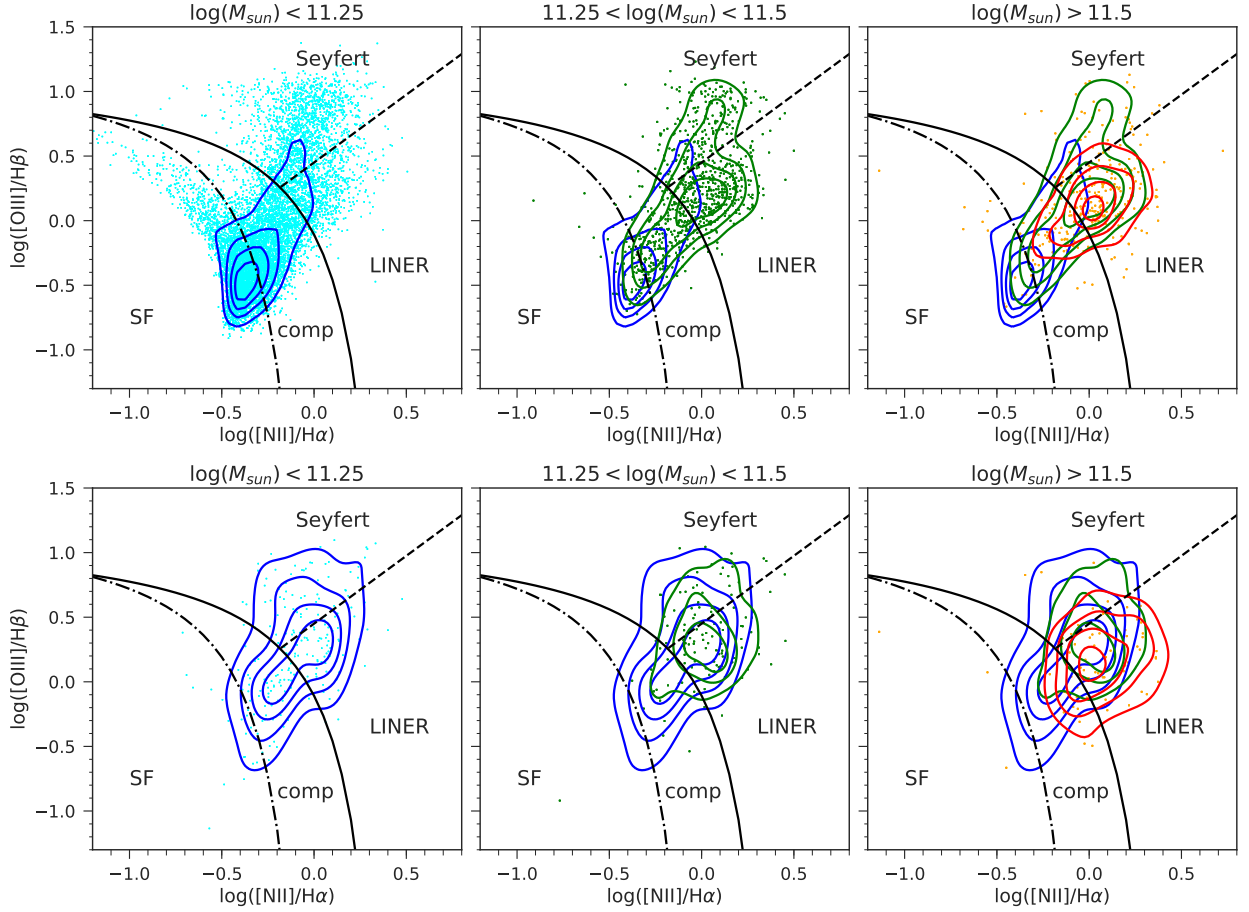 log(M_sun) < 11.25
11.25 < log(M_sun) < 11.5
log(M_sun) > 11.5
1.5
1.0
0.5
0.0
−0.5
−1.0
log([OIII]/Hβ)
Seyfert
LINER
SF
comp
Seyfert
LINER
SF
comp
Seyfert
LINER
SF
comp
−1.0 −0.5 0.0 0.5
−1.0 −0.5 0.0 0.5
−1.0 −0.5 0.0 0.5
log([NII]/Hα)
log([NII]/Hα)
log([NII]/Hα)
log(M_sun) < 11.25
11.25 < log(M_sun) < 11.5
log(M_sun) > 11.5
1.5
1.0
0.5
0.0
−0.5
−1.0
log([OIII]/Hβ)
Seyfert
LINER
SF
comp
Seyfert
LINER
SF
comp
Seyfert
LINER
SF
comp
−1.0 −0.5 0.0 0.5
−1.0 −0.5 0.0 0.5
−1.0 −0.5 0.0 0.5
log([NII]/Hα)
log([NII]/Hα)
log([NII]/Hα)